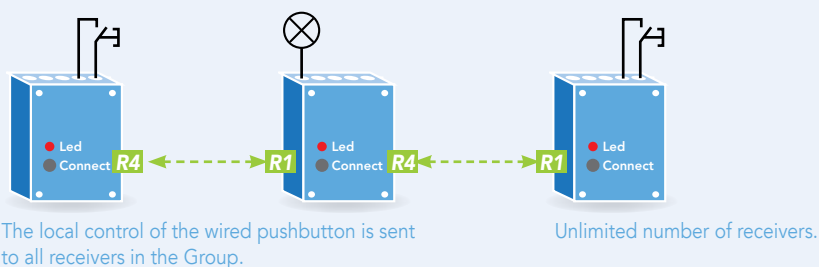 Led
Connect R4
R1
Led
Connect R4
R1
Led
Connect
The local control of the wired pushbutton is sent
to all receivers in the Group.
Unlimited number of receivers.